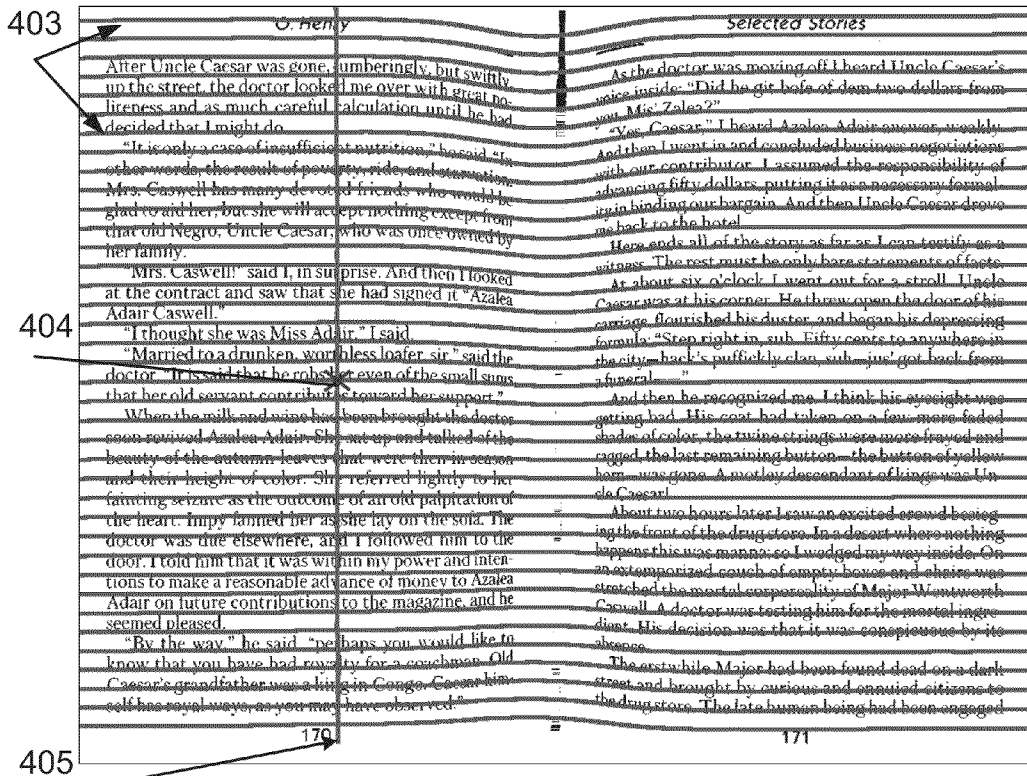 403
O. Henry
After Uncle Caesar was gone, lumberingly, but swiftly
up the street, the doctor looked me over with great po-
liteness and as much careful calculation until he had
decided that I might do.
"It is only a case of insufficient nutrition," he said. "In
other words, the result of poverty, ride, and starvation.
Mrs. Caswell has many devoted friends who would be
glad to aid her, but she will accept nothing except from
that old Negro, Uncle Caesar, who was once owned by
her family.
"Mrs. Caswell!" said I, in surprise. And then I looked
at the contract and saw that she had signed it "Azalea
Adair Caswell."
404
"I thought she was Miss Adair," I said.
"Married to a drunken, worthless loafer, sir," said the
doctor. "It is said that he robs her even of the small sums
that her old servant contributes toward her support."
When the milk and wine had been brought the doctor
soon revived Azalea Adair. She sat up and talked of the
beauty of the autumn leaves that were then in season
and their height of color. She referred lightly to her
fainting seizure as the outcome of an old palpitation of
the heart. Impy fanned her as she lay on the sofa. The
doctor was due elsewhere, and I followed him to the
door. I told him that it was within my power and inten-
tions to make a reasonable advance of money to Azalea
Adair on future contributions to the magazine, and he
seemed pleased.
"By the way," he said, "perhaps you would like to
know that you have had royalty for a coachman. Old
Caesar's grandfather was a king in Congo. Caesar him-
self has royal ways, as you may have observed."
170
405
Selected Stories
As the doctor was moving off I heard Uncle Caesar's
voice inside: "Did he git bofe of dem two dollars from
you, Mis' Zalea?"
"Yes, Caesar," I heard Azalea Adair answer, weakly.
And then I went in and concluded business negotiations
with our contributor. I assumed the responsibility of
advancing fifty dollars, putting it as a necessary formal-
ity in binding our bargain. And then Uncle Caesar drove
me back to the hotel.
Here ends all of the story as far as I can testify as a
witness. The rest must be only bare statements of facts.
At about six o'clock I went out for a stroll. Uncle
Caesar was at his corner. He threw open the door of his
carriage, flourished his duster, and began his depressing
formula: "Step right in, suh. Fifty cents to anywhere in
the city—hack's puffickly clean, suh—jus' got back from
a funeral——"
And then he recognized me. I think his eyesight was
getting bad. His coat had taken on a few more faded
shades of color, the twine strings were more frayed and
ragged, the last remaining button—the button of yellow
horn—was gone. A motley descendant of kings was Un-
cle Caesar!
About two hours later I saw an excited crowd besieg-
ing the front of the drug store. In a desert where nothing
happens this was manna; so I wedged my way inside. On
an extemporized couch of empty boxes and chairs was
stretched the mortal corporeality of Major Wentworth
Caswell. A doctor was testing him for the mortal ingre-
dient. His decision was that it was conspicuous by its
absence.
The erstwhile Major had been found dead on a dark
street and brought by curious and ennuied citizens to
the drug store. The late human being had been engaged
171